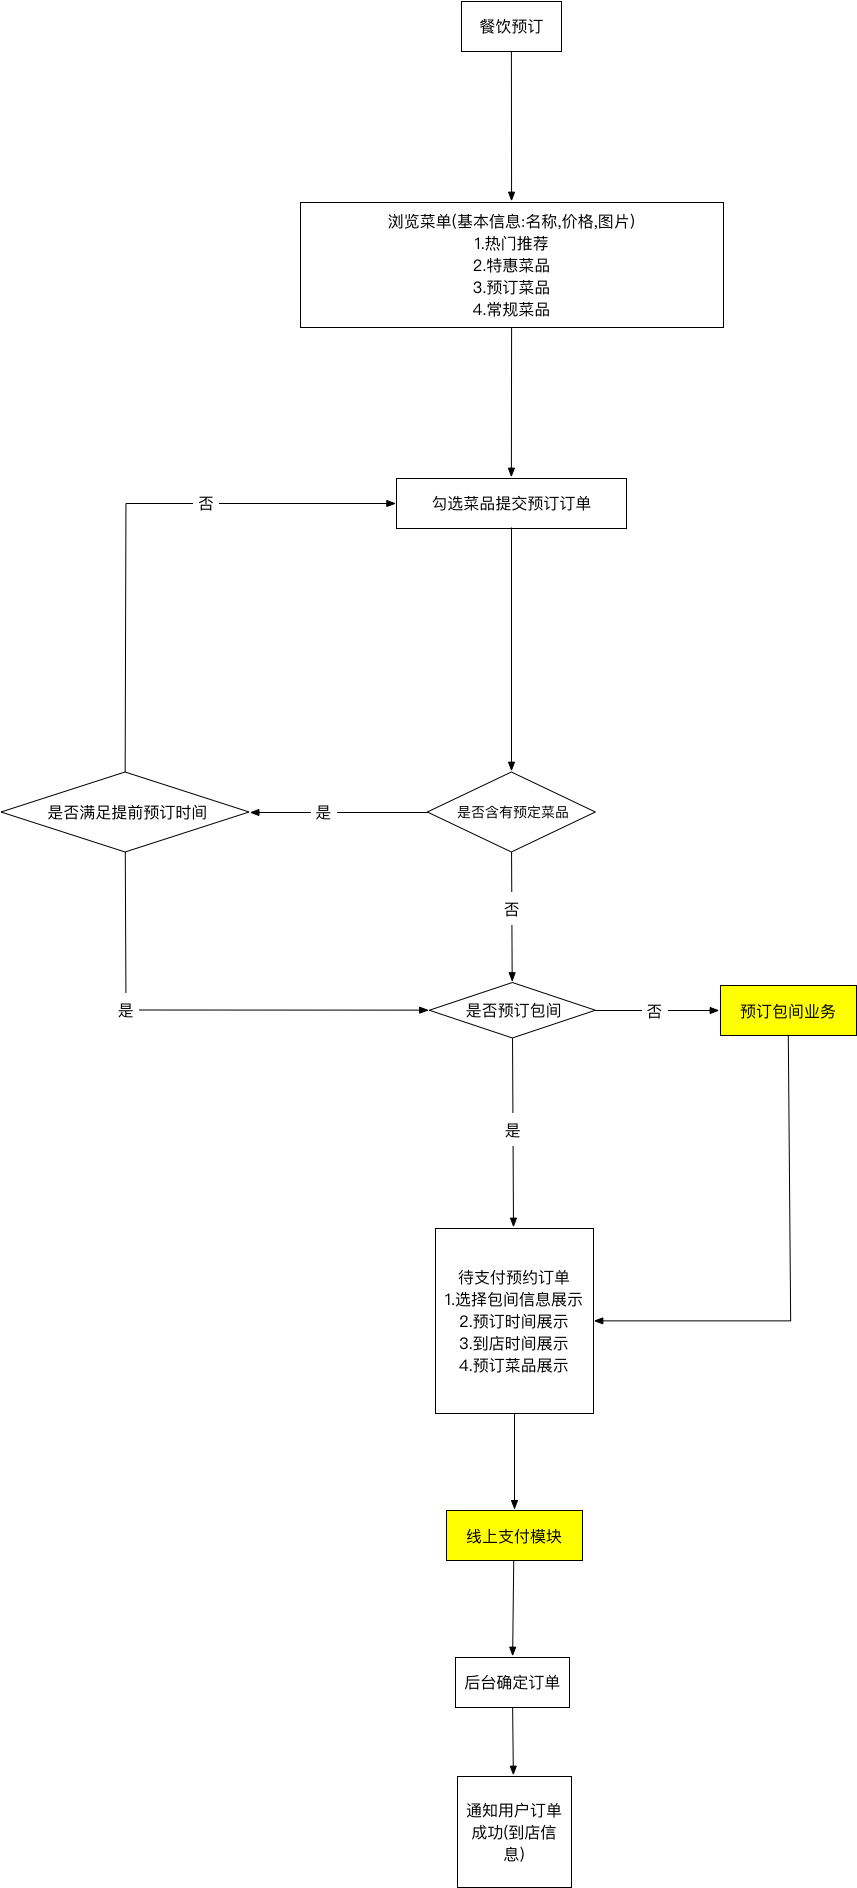 餐饮预订
浏览菜单(基本信息:名称,价格,图片)
1.热门推荐
2.特惠菜品
3.预订菜品
4.常规菜品
否
勾选菜品提交预订订单
是否满足提前预订时间
是
是否含有预定菜品
否
是
是否预订包间
否
预订包间业务
是
待支付预约订单
1.选择包间信息展示
2.预订时间展示
3.到店时间展示
4.预订菜品展示
线上支付模块
后台确定订单
通知用户订单
成功(到店信
息)